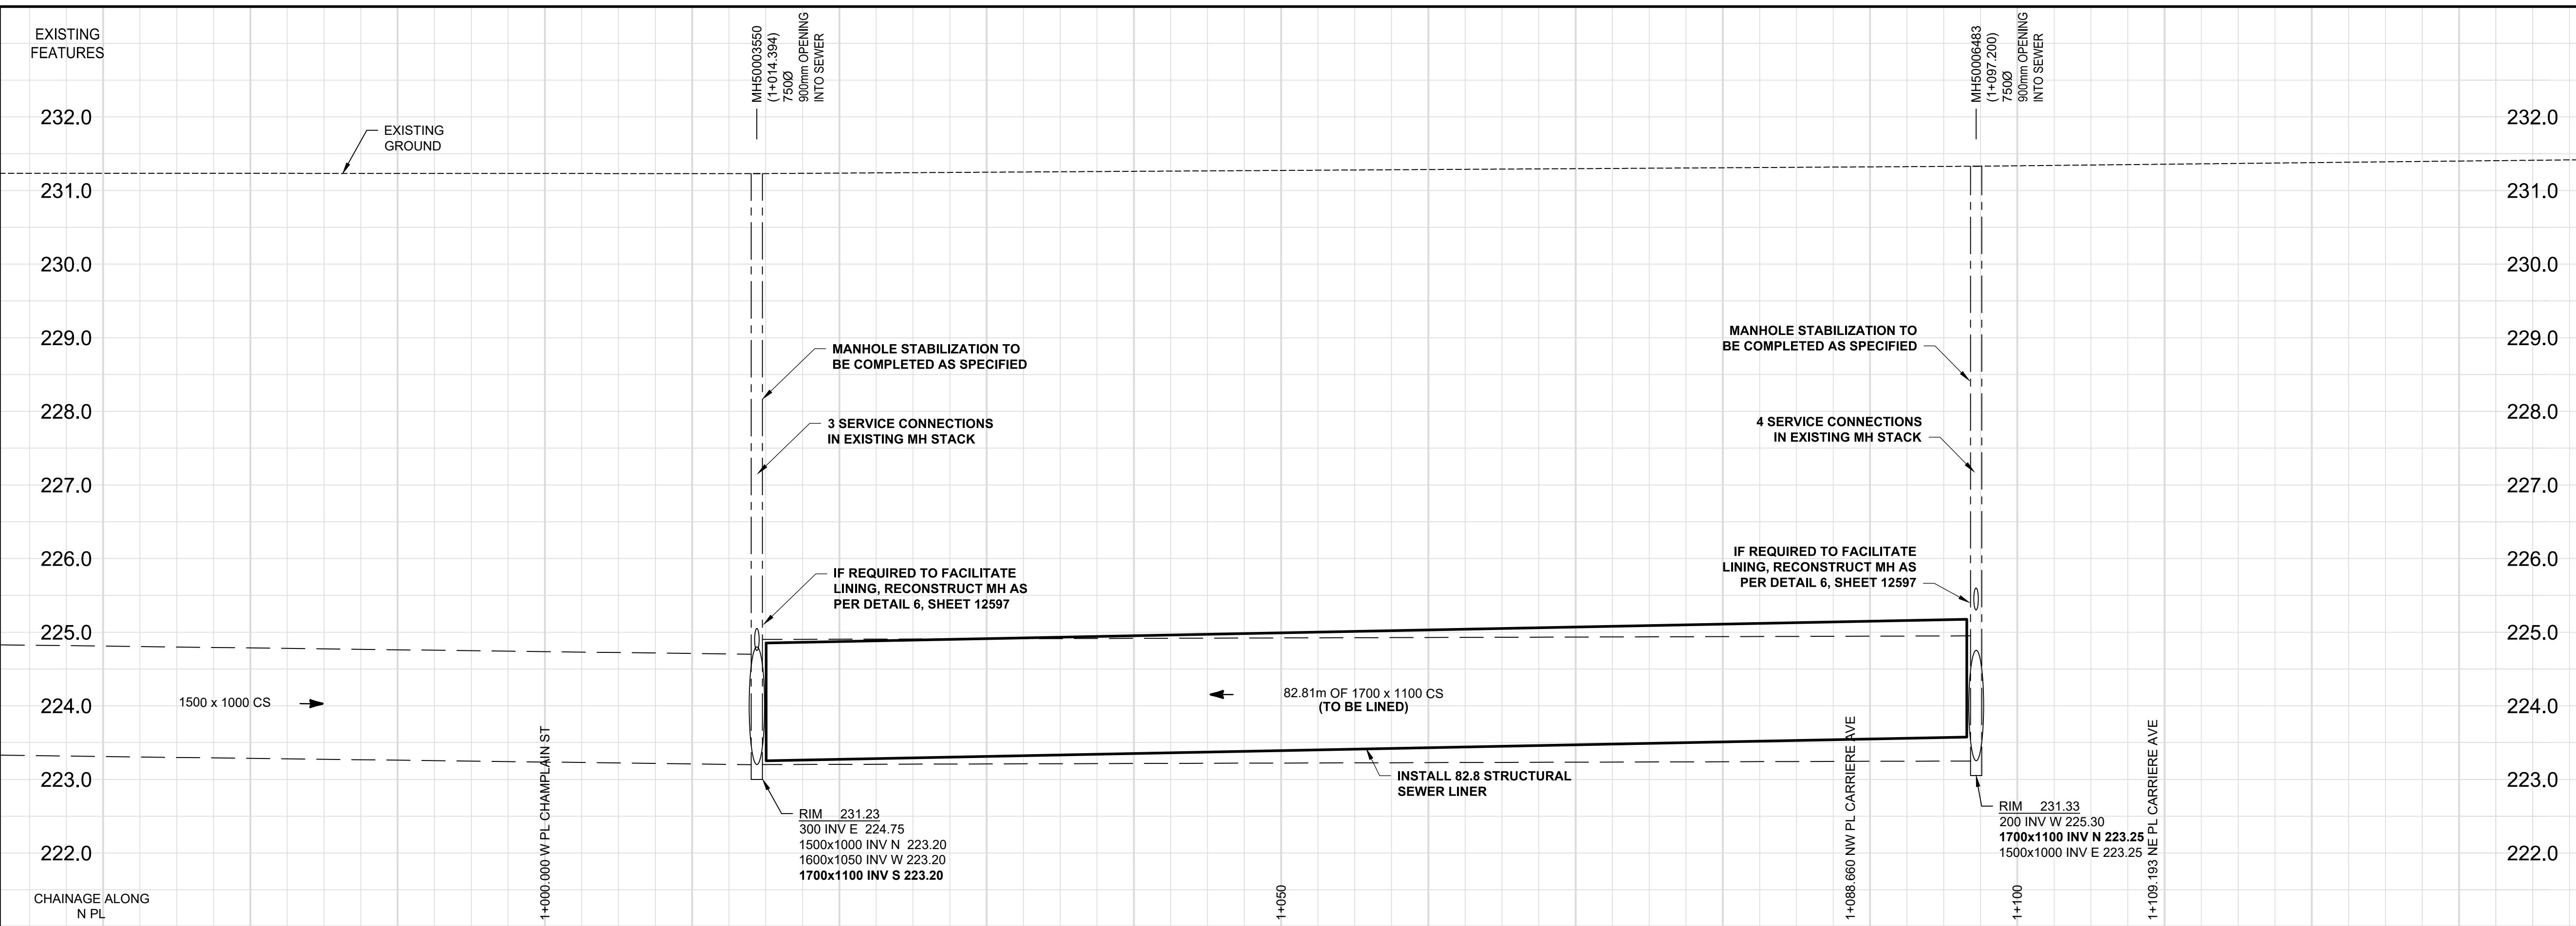 EXISTING
FEATURES
MH50003550
(1+014.394)
750Ø
900mm OPENING
INTO SEWER
MH50006483
(1+097.200)
750Ø
900mm OPENING
INTO SEWER
232.0
232.0
EXISTING
GROUND
231.0
231.0
230.0
230.0
229.0
229.0
MANHOLE STABILIZATION TO
BE COMPLETED AS SPECIFIED
MANHOLE STABILIZATION TO
BE COMPLETED AS SPECIFIED
228.0
228.0
3 SERVICE CONNECTIONS
IN EXISTING MH STACK
4 SERVICE CONNECTIONS
IN EXISTING MH STACK
227.0
227.0
226.0
226.0
IF REQUIRED TO FACILITATE
LINING, RECONSTRUCT MH AS
PER DETAIL 6, SHEET 12597
IF REQUIRED TO FACILITATE
LINING, RECONSTRUCT MH AS
PER DETAIL 6, SHEET 12597
225.0
225.0
224.0
224.0
1500 x 1000 CS
82.81m OF 1700 x 1100 CS
(TO BE LINED)
223.0
223.0
INSTALL 82.8 STRUCTURAL
SEWER LINER
RIM 231.23
300 INV E 224.75
1500x1000 INV N 223.20
1600x1050 INV W 223.20
1700x1100 INV S 223.20
RIM 231.33
200 INV W 225.30
1700x1100 INV N 223.25
1500x1000 INV E 223.25
222.0
222.0
CHAINAGE ALONG
N PL
1+000.000 W PL CHAMPLAIN ST
1+050
1+088.660 NW PL CARRIERE AVE
1+100
1+109.193 NE PL CARRIERE AVE